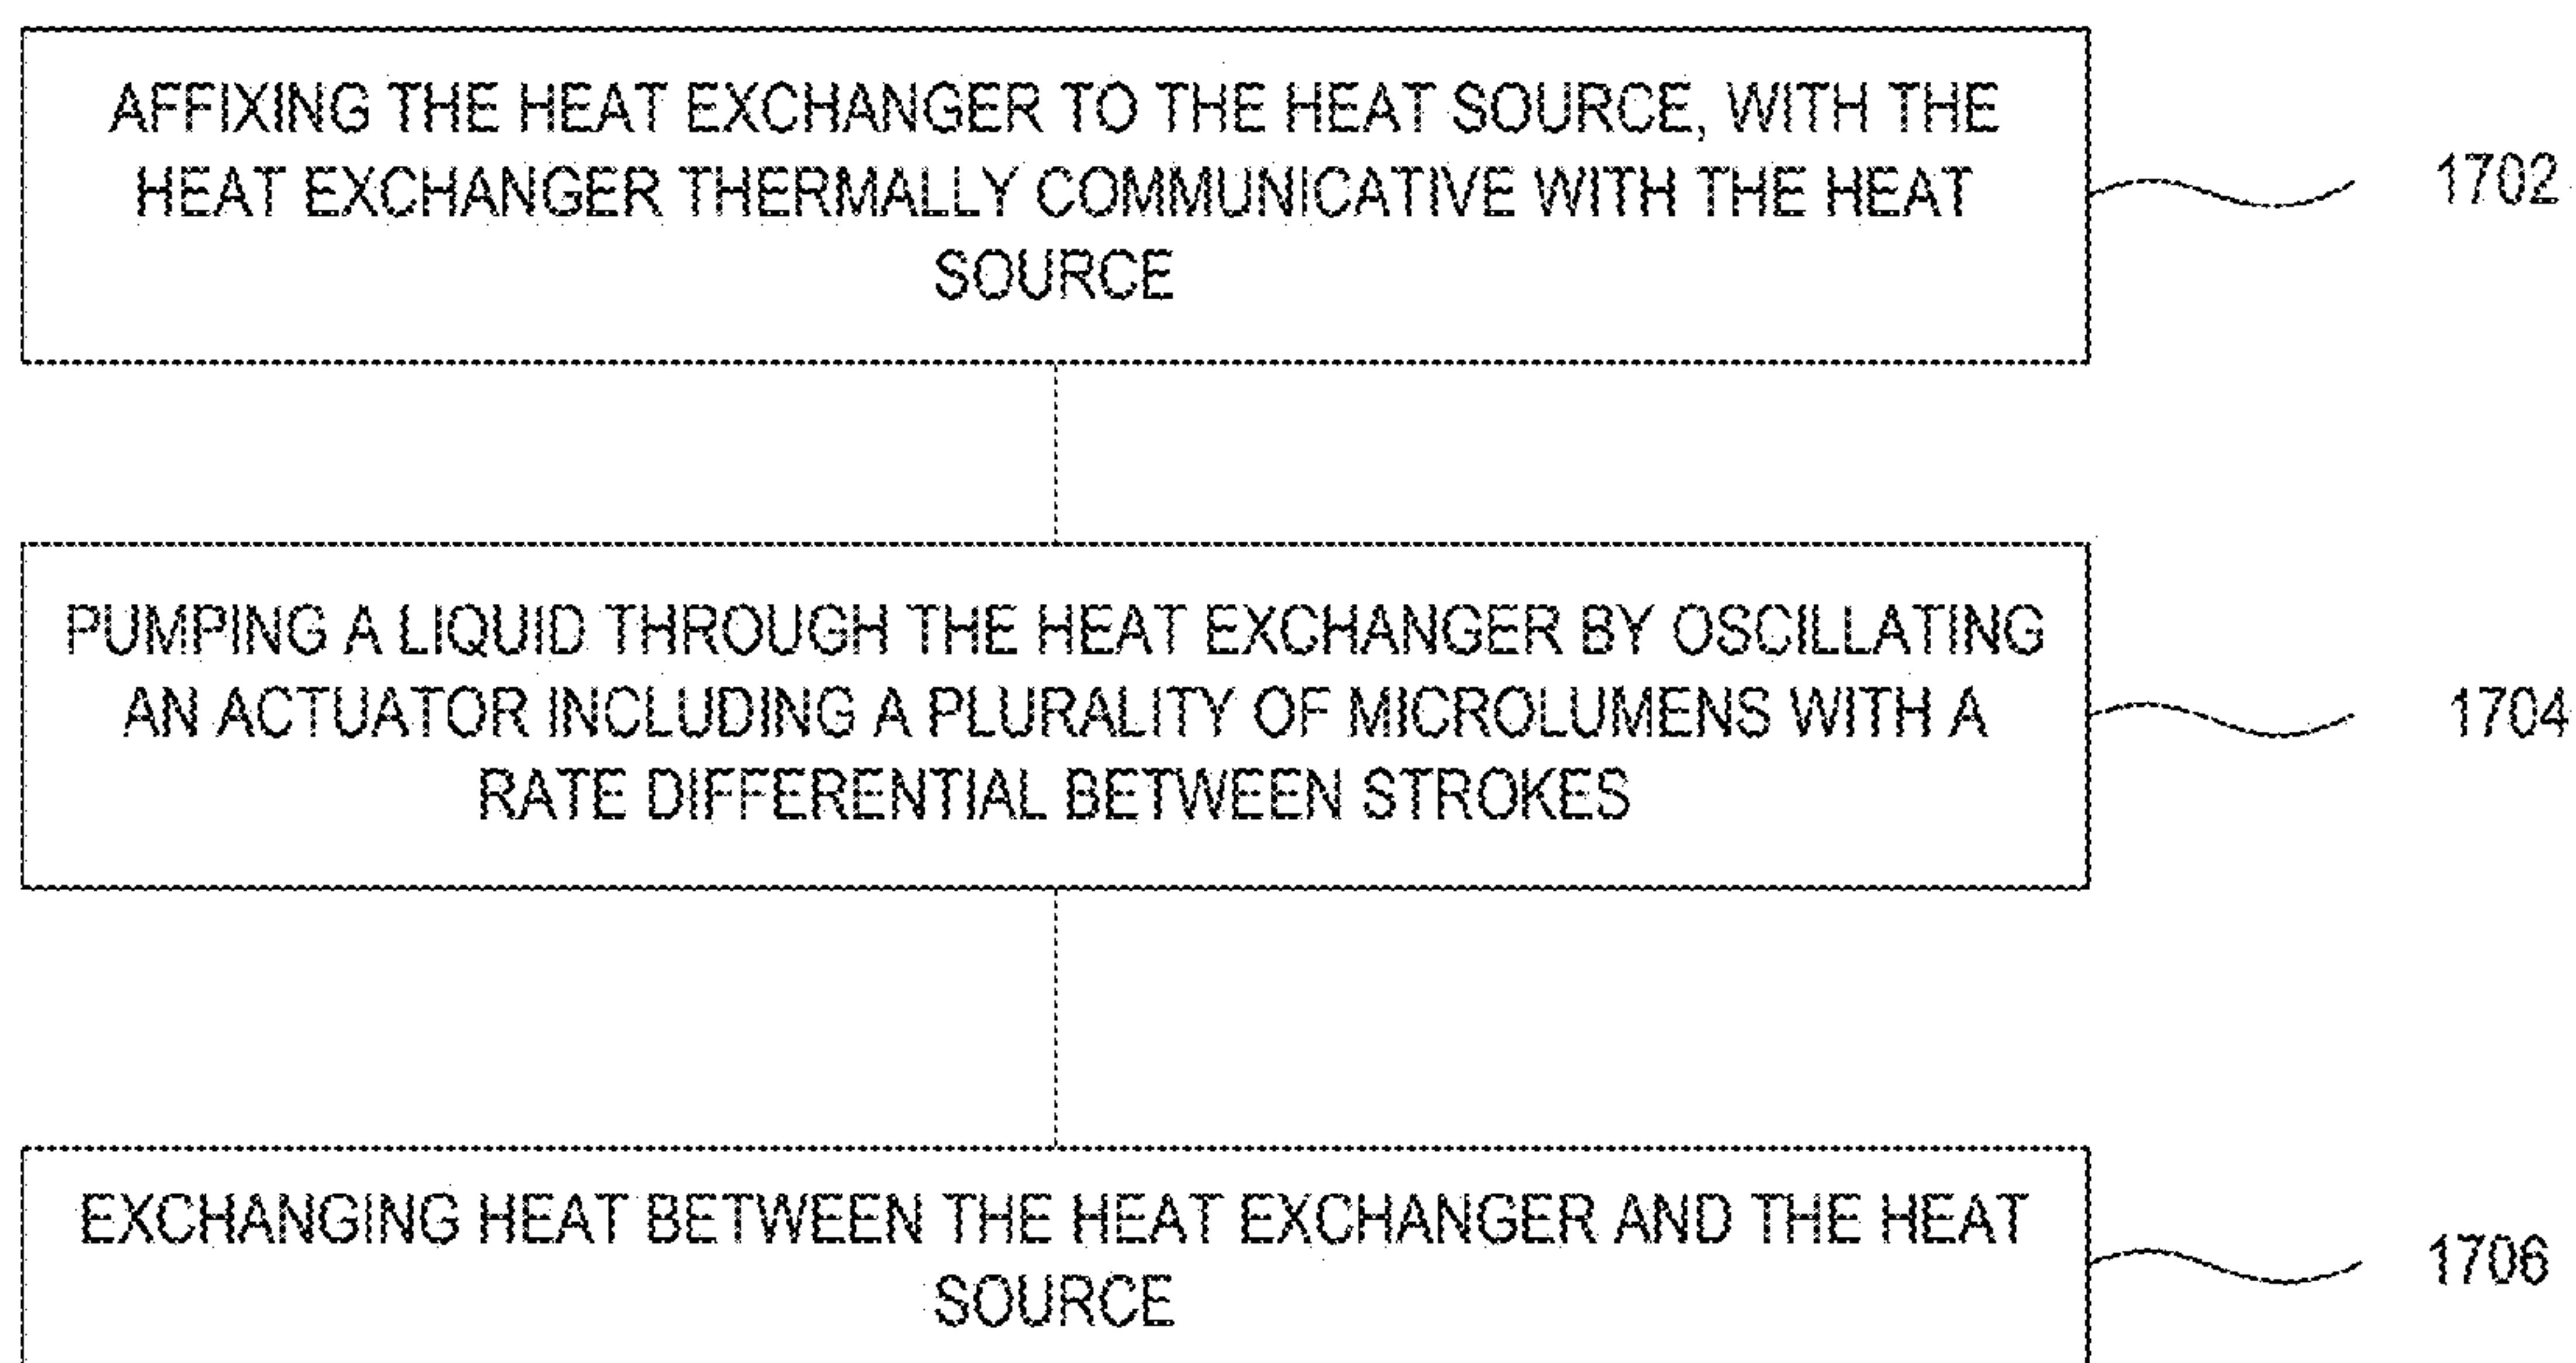 AFFIXING THE HEAT EXCHANGER TO THE HEAT SOURCE, WITH THE
HEAT EXCHANGER THERMALLY COMMUNICATIVE WITH THE HEAT
SOURCE
1702
PUMPING A LIQUID THROUGH THE HEAT EXCHANGER BY OSCILLATING
AN ACTUATOR INCLUDING A PLURALITY OF MICROLUMENS WITH A
RATE DIFFERENTIAL BETWEEN STROKES
1704
EXCHANGING HEAT BETWEEN THE HEAT EXCHANGER AND THE HEAT
SOURCE
1706